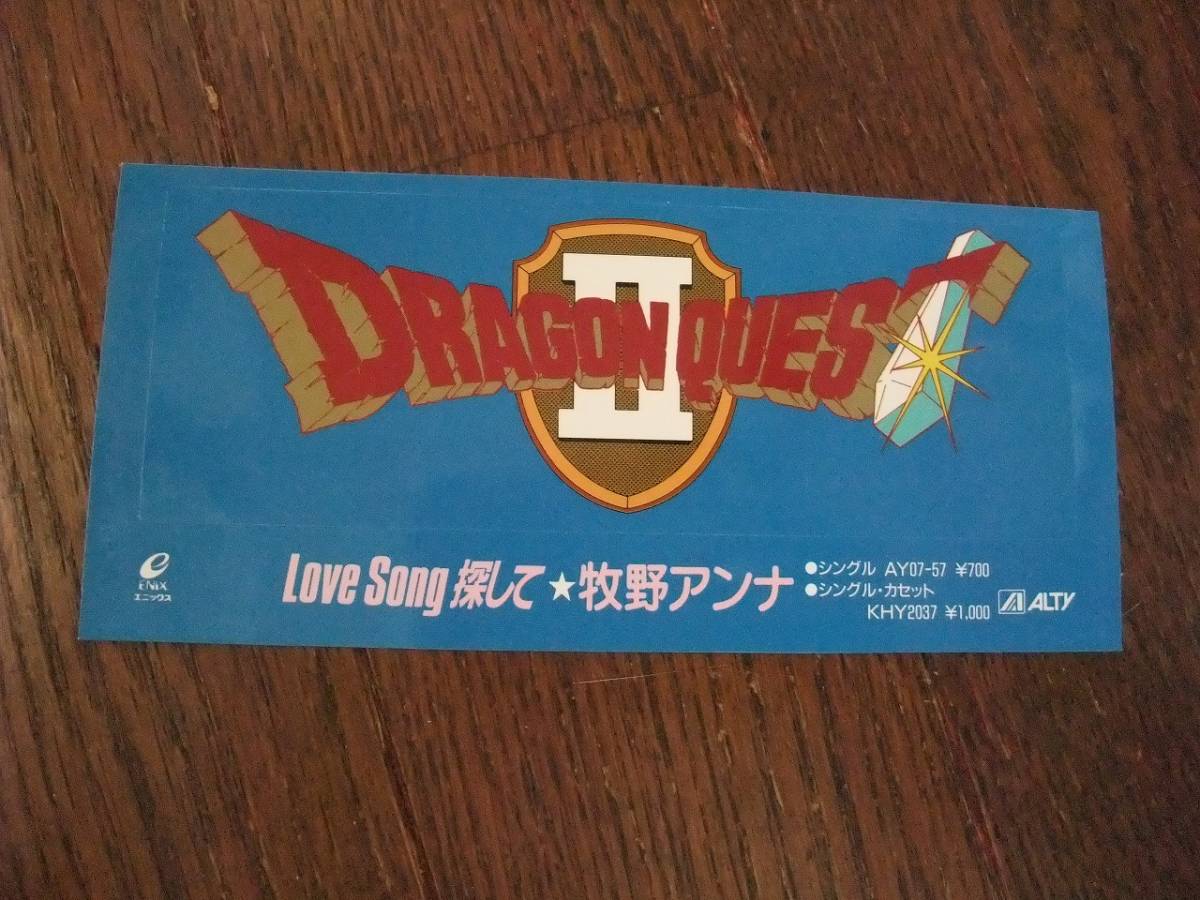 DRAGON QUEST
II
ENIX
エニックス
Love Song 探して★牧野アンナ
●シングル AY07-57 ¥700
●シングル・カセット
KHY2037 ¥1,000
ALTY